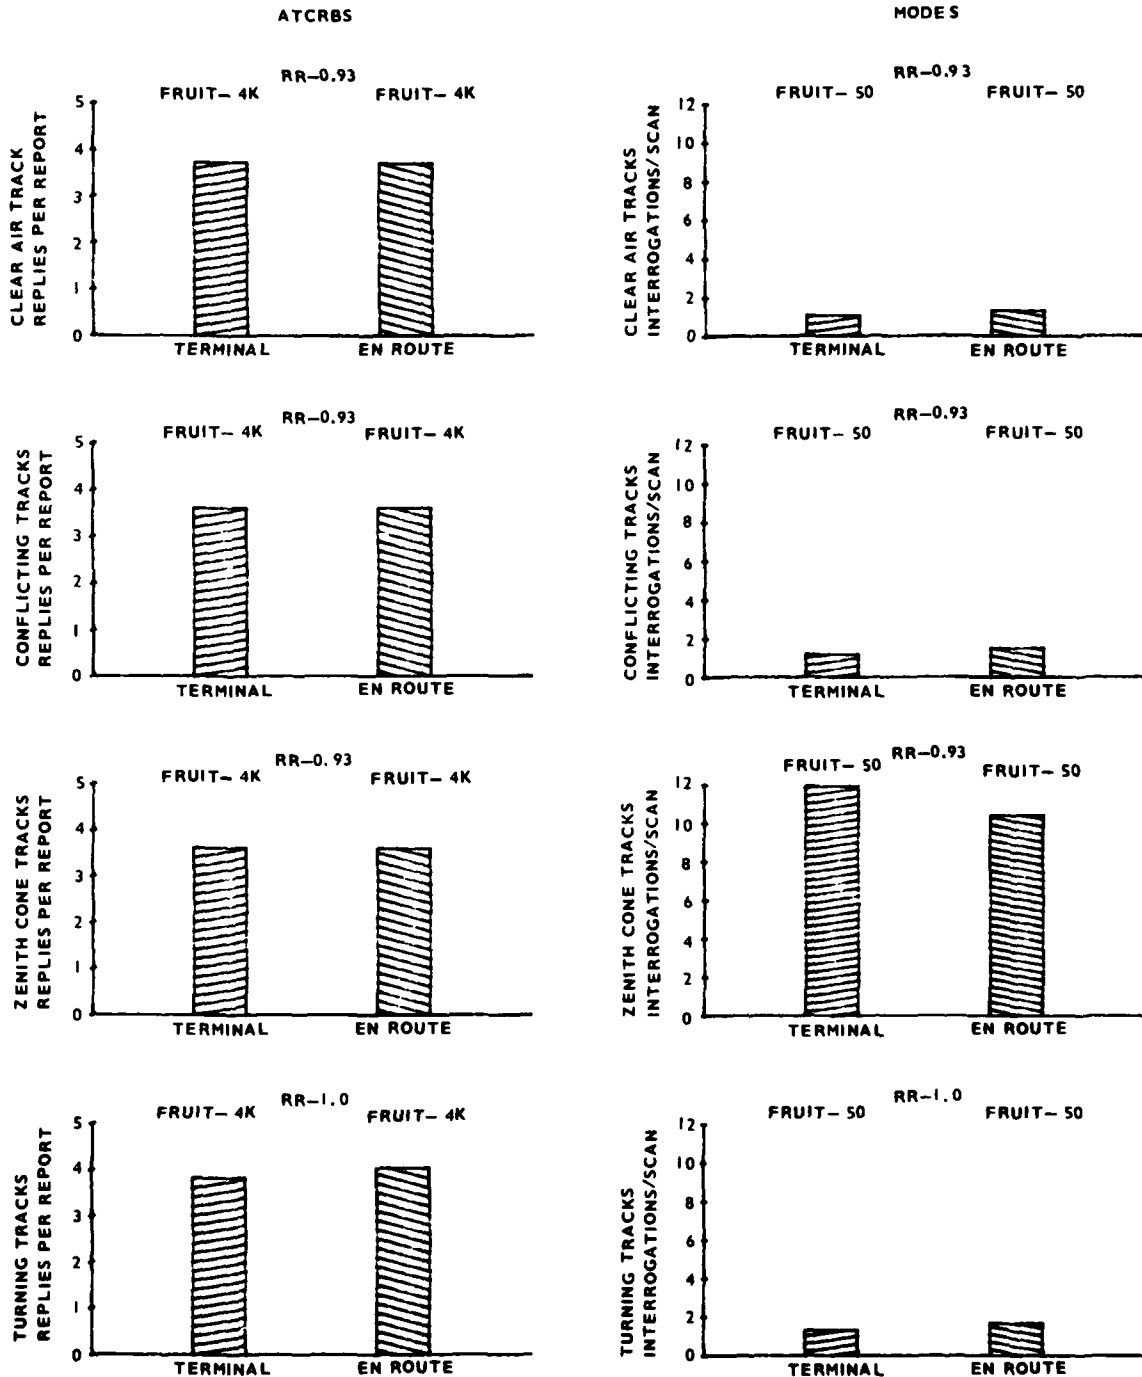 ATCRBS
RR-0.93
FRUIT- 4K FRUIT- 4K
CLEAR AIR TRACK
REPLIES PER REPORT
5
4
3
2
1
0
TERMINAL EN ROUTE
MODE S
RR-0.93
FRUIT- 50 FRUIT- 50
CLEAR AIR TRACKS
INTERROGATIONS/SCAN
12
10
8
6
4
2
0
TERMINAL EN ROUTE
RR-0.93
FRUIT- 4K FRUIT- 4K
CONFLICTING TRACKS
REPLIES PER REPORT
5
4
3
2
1
0
TERMINAL EN ROUTE
RR-0.93
FRUIT- 50 FRUIT- 50
CONFLICTING TRACKS
INTERROGATIONS/SCAN
12
10
8
6
4
2
0
TERMINAL EN ROUTE
RR-0.93
FRUIT- 4K FRUIT- 4K
ZENITH CONE TRACKS
REPLIES PER REPORT
5
4
3
2
1
0
TERMINAL EN ROUTE
RR-0.93
FRUIT- 50 FRUIT- 50
ZENITH CONE TRACKS
INTERROGATIONS/SCAN
12
10
8
6
4
2
0
TERMINAL EN ROUTE
RR-1.0
FRUIT- 4K FRUIT- 4K
TURNING TRACKS
REPLIES PER REPORT
5
4
3
2
1
0
TERMINAL EN ROUTE
RR-1.0
FRUIT- 50 FRUIT- 50
TURNING TRACKS
INTERROGATIONS/SCAN
12
10
8
6
4
2
0
TERMINAL EN ROUTE